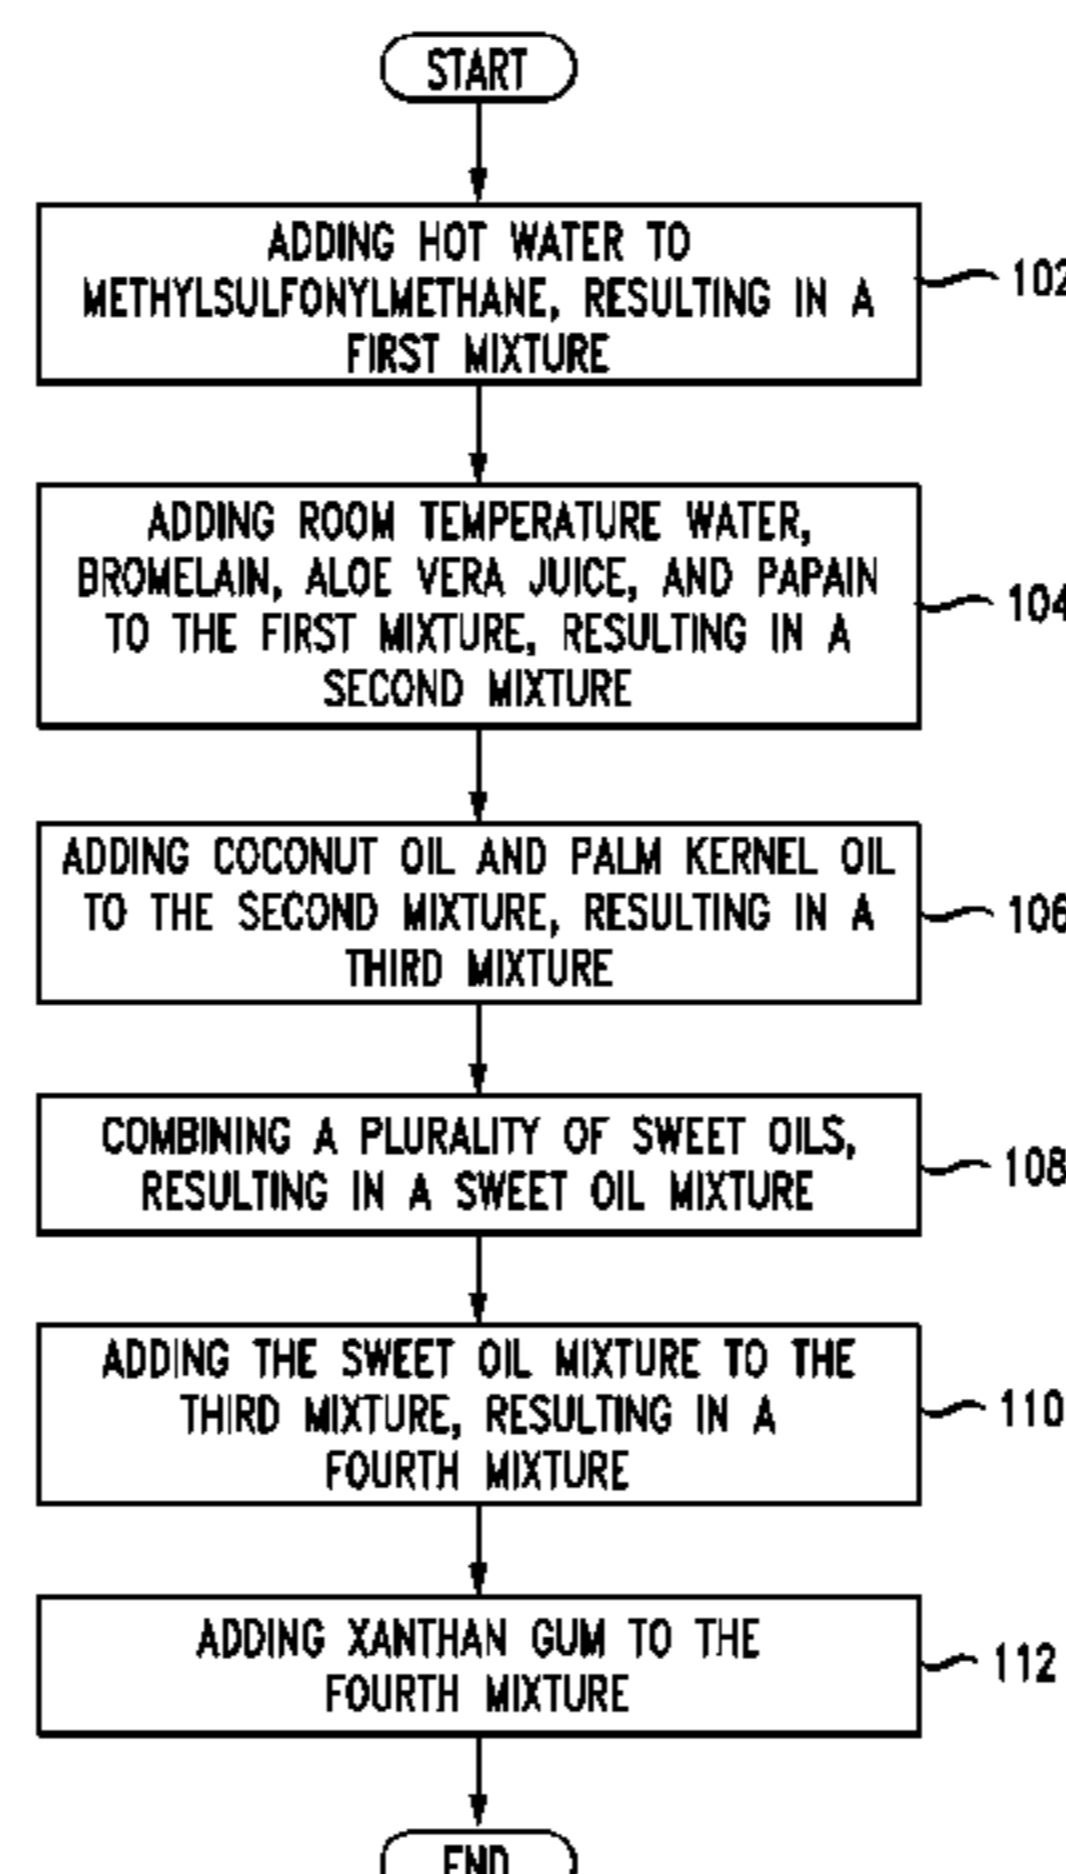 START
ADDING HOT WATER TO
METHYLSULFONYLMETHANE, RESULTING IN A
FIRST MIXTURE
102
ADDING ROOM TEMPERATURE WATER,
BROMELAIN, ALOE VERA JUICE, AND PAPAIN
TO THE FIRST MIXTURE, RESULTING IN A
SECOND MIXTURE
104
ADDING COCONUT OIL AND PALM KERNEL OIL
TO THE SECOND MIXTURE, RESULTING IN A
THIRD MIXTURE
106
COMBINING A PLURALITY OF SWEET OILS,
RESULTING IN A SWEET OIL MIXTURE
108
ADDING THE SWEET OIL MIXTURE TO THE
THIRD MIXTURE, RESULTING IN A
FOURTH MIXTURE
110
ADDING XANTHAN GUM TO THE
FOURTH MIXTURE
112
END